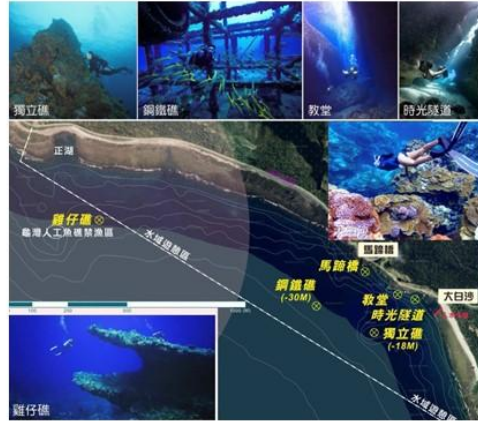 獨立礁
鋼鐵礁
教堂
時光隧道
正湖
雞仔礁
龜灣人工魚礁禁漁區
水域遊憩區
馬蹄橋
馬蹄橋
鋼鐵礁
(-30M)
教堂
時光隧道
大白沙
獨立礁
(-18M)
水域遊憩區
雞仔礁